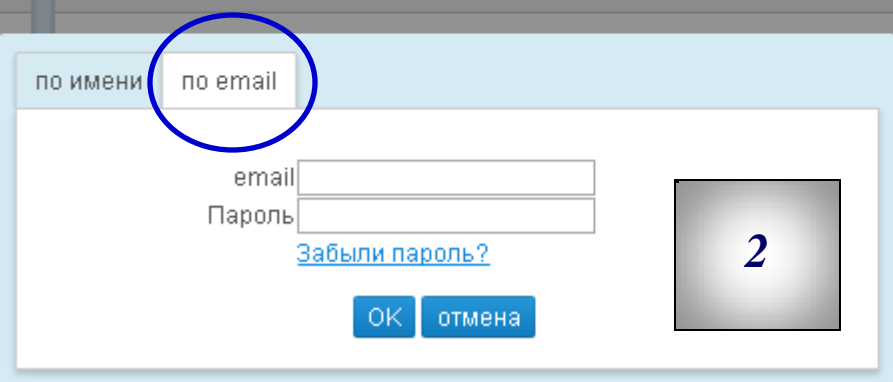 по имени
по email
email
Пароль
Забыли пароль?
2
OK
отмена